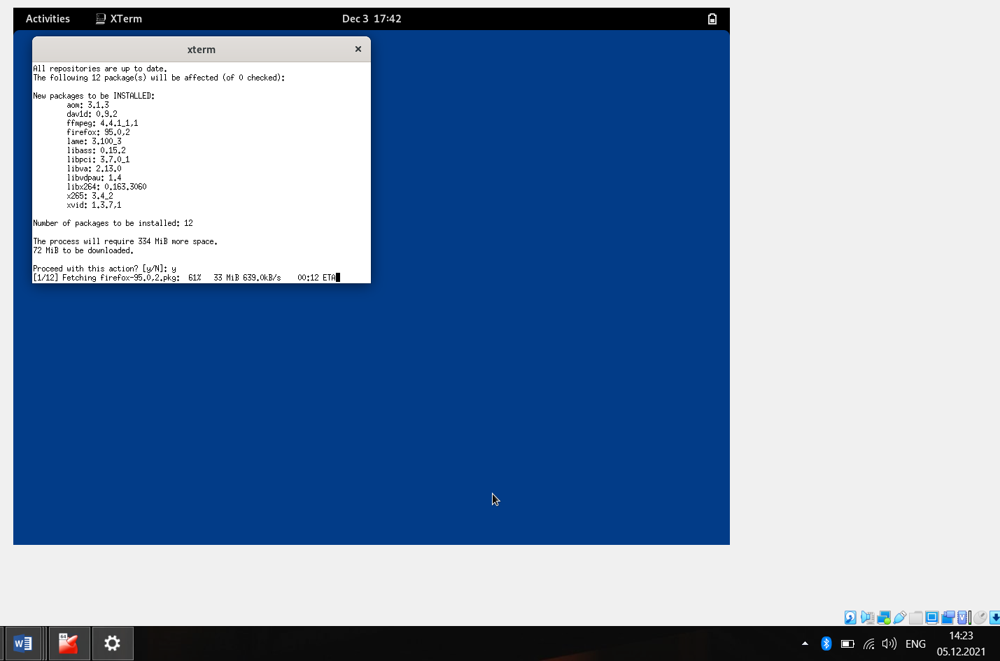 Activities XTerm Dec 3 17:42
xterm
All repositories are up to date.
The following 12 package(s) will be affected (of 0 checked):
New packages to be INSTALLED:
aom: 3.1.3
dav1d: 0.9.2
ffmpeg: 4.4.1_1,1
firefox: 95.0,2
lame: 3.100_3
libass: 0.15.2
libpci: 3.7.0_1
libva: 2.13.0
libvdpau: 1.4
libx264: 0.163.3060
x265: 3.4_2
xvid: 1.3.7,1
Number of packages to be installed: 12
The process will require 334 MiB more space.
72 MiB to be downloaded.
Proceed with this action? [y/N]: y
[1/12] Fetching firefox-95.0,2.pkg: 61% 33 MiB 639.0kB/s 00:12 ETA
W 64 ENG 14:23
05.12.2021